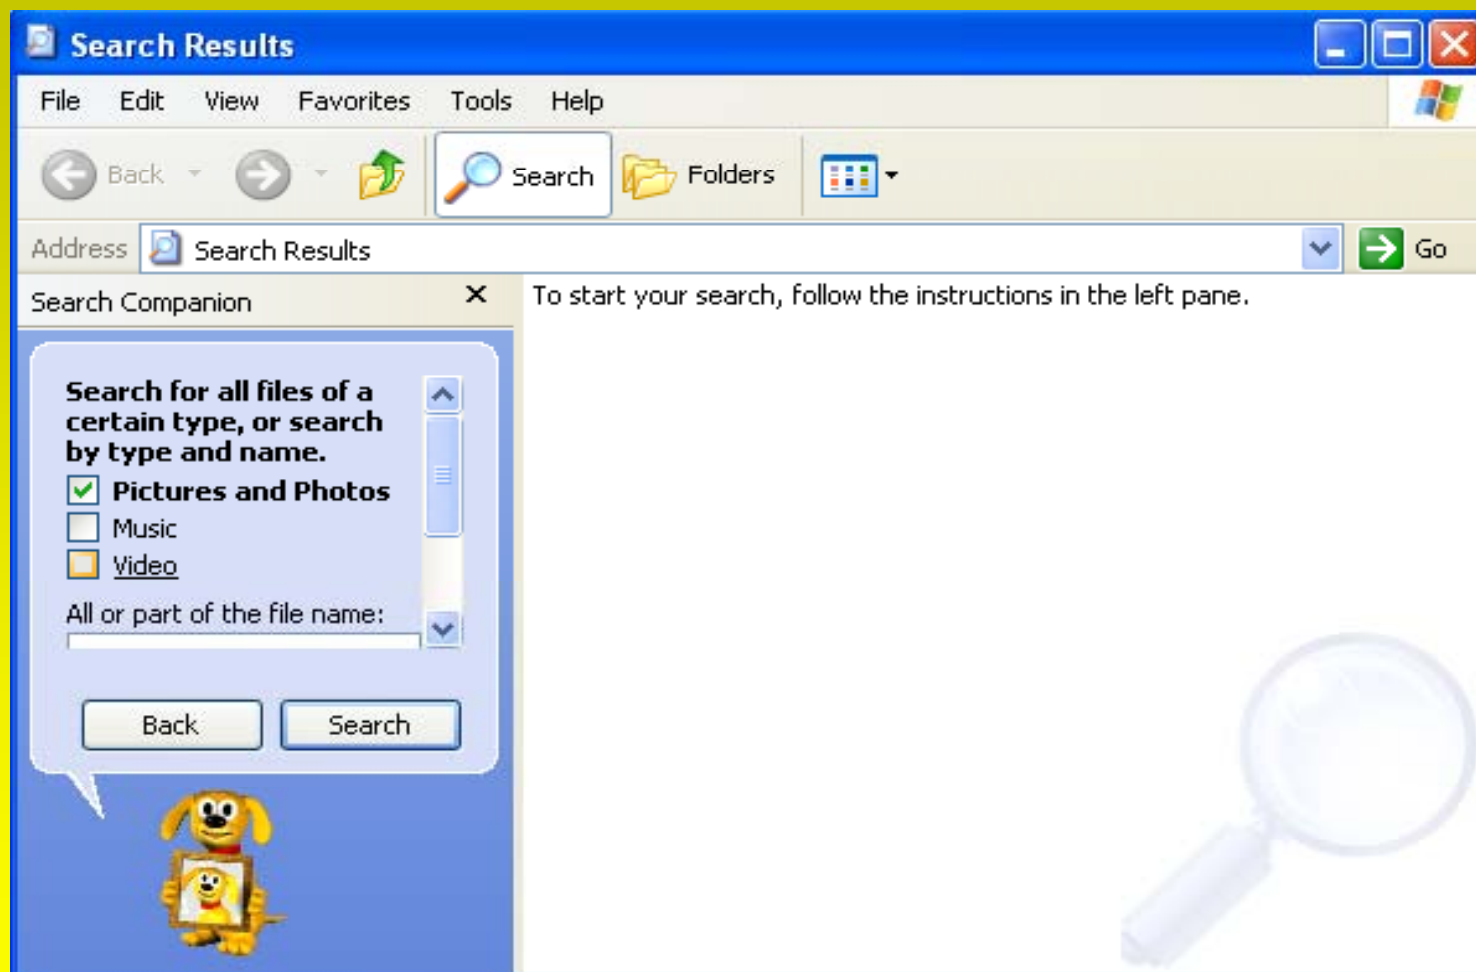 Search Results
File Edit View Favorites Tools Help
Back Search Folders
Address Search Results Go
Search Companion
To start your search, follow the instructions in the left pane.
Search for all files of a
certain type, or search
by type and name.
Pictures and Photos
Music
Video
All or part of the file name:
Back Search